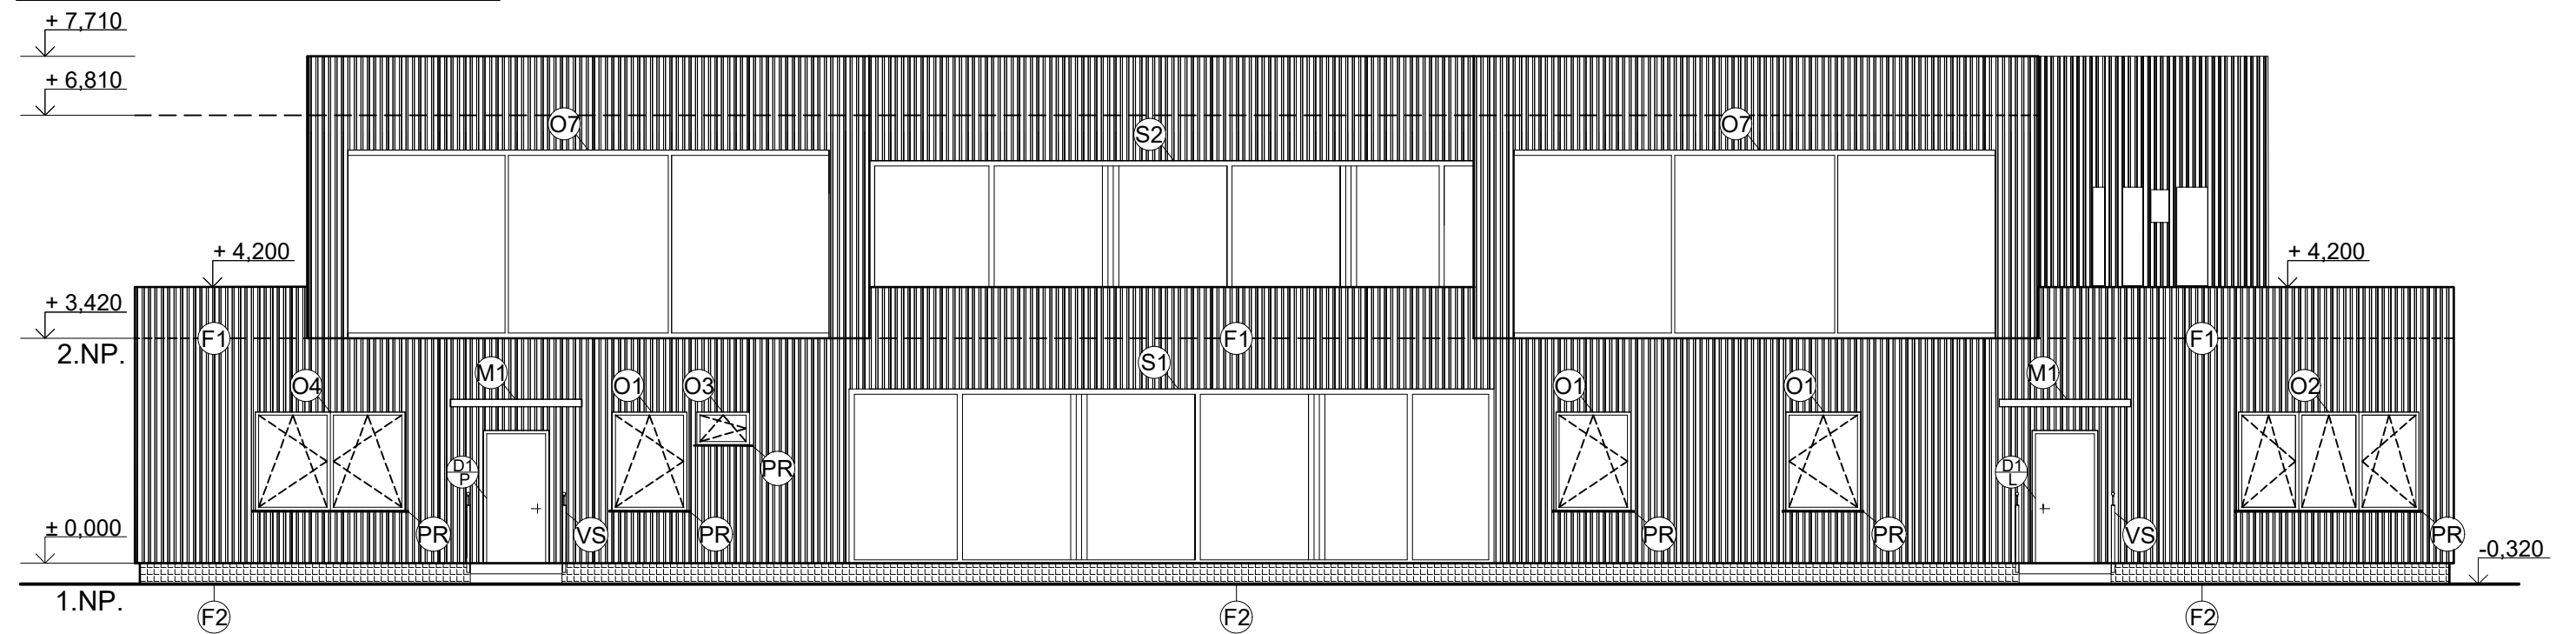 + 7,710
+ 6,810
O7
S2
O7
+ 4,200
+ 4,200
+ 3,420
2.NP.
F1
F1
F1
S1
M1
M1
O4
O1
O3
O1
O1
O2
D1
P
PR
D1
L
± 0,000
PR
VS
PR
PR
PR
VS
PR
-0,320
1.NP.
F2
F2
F2